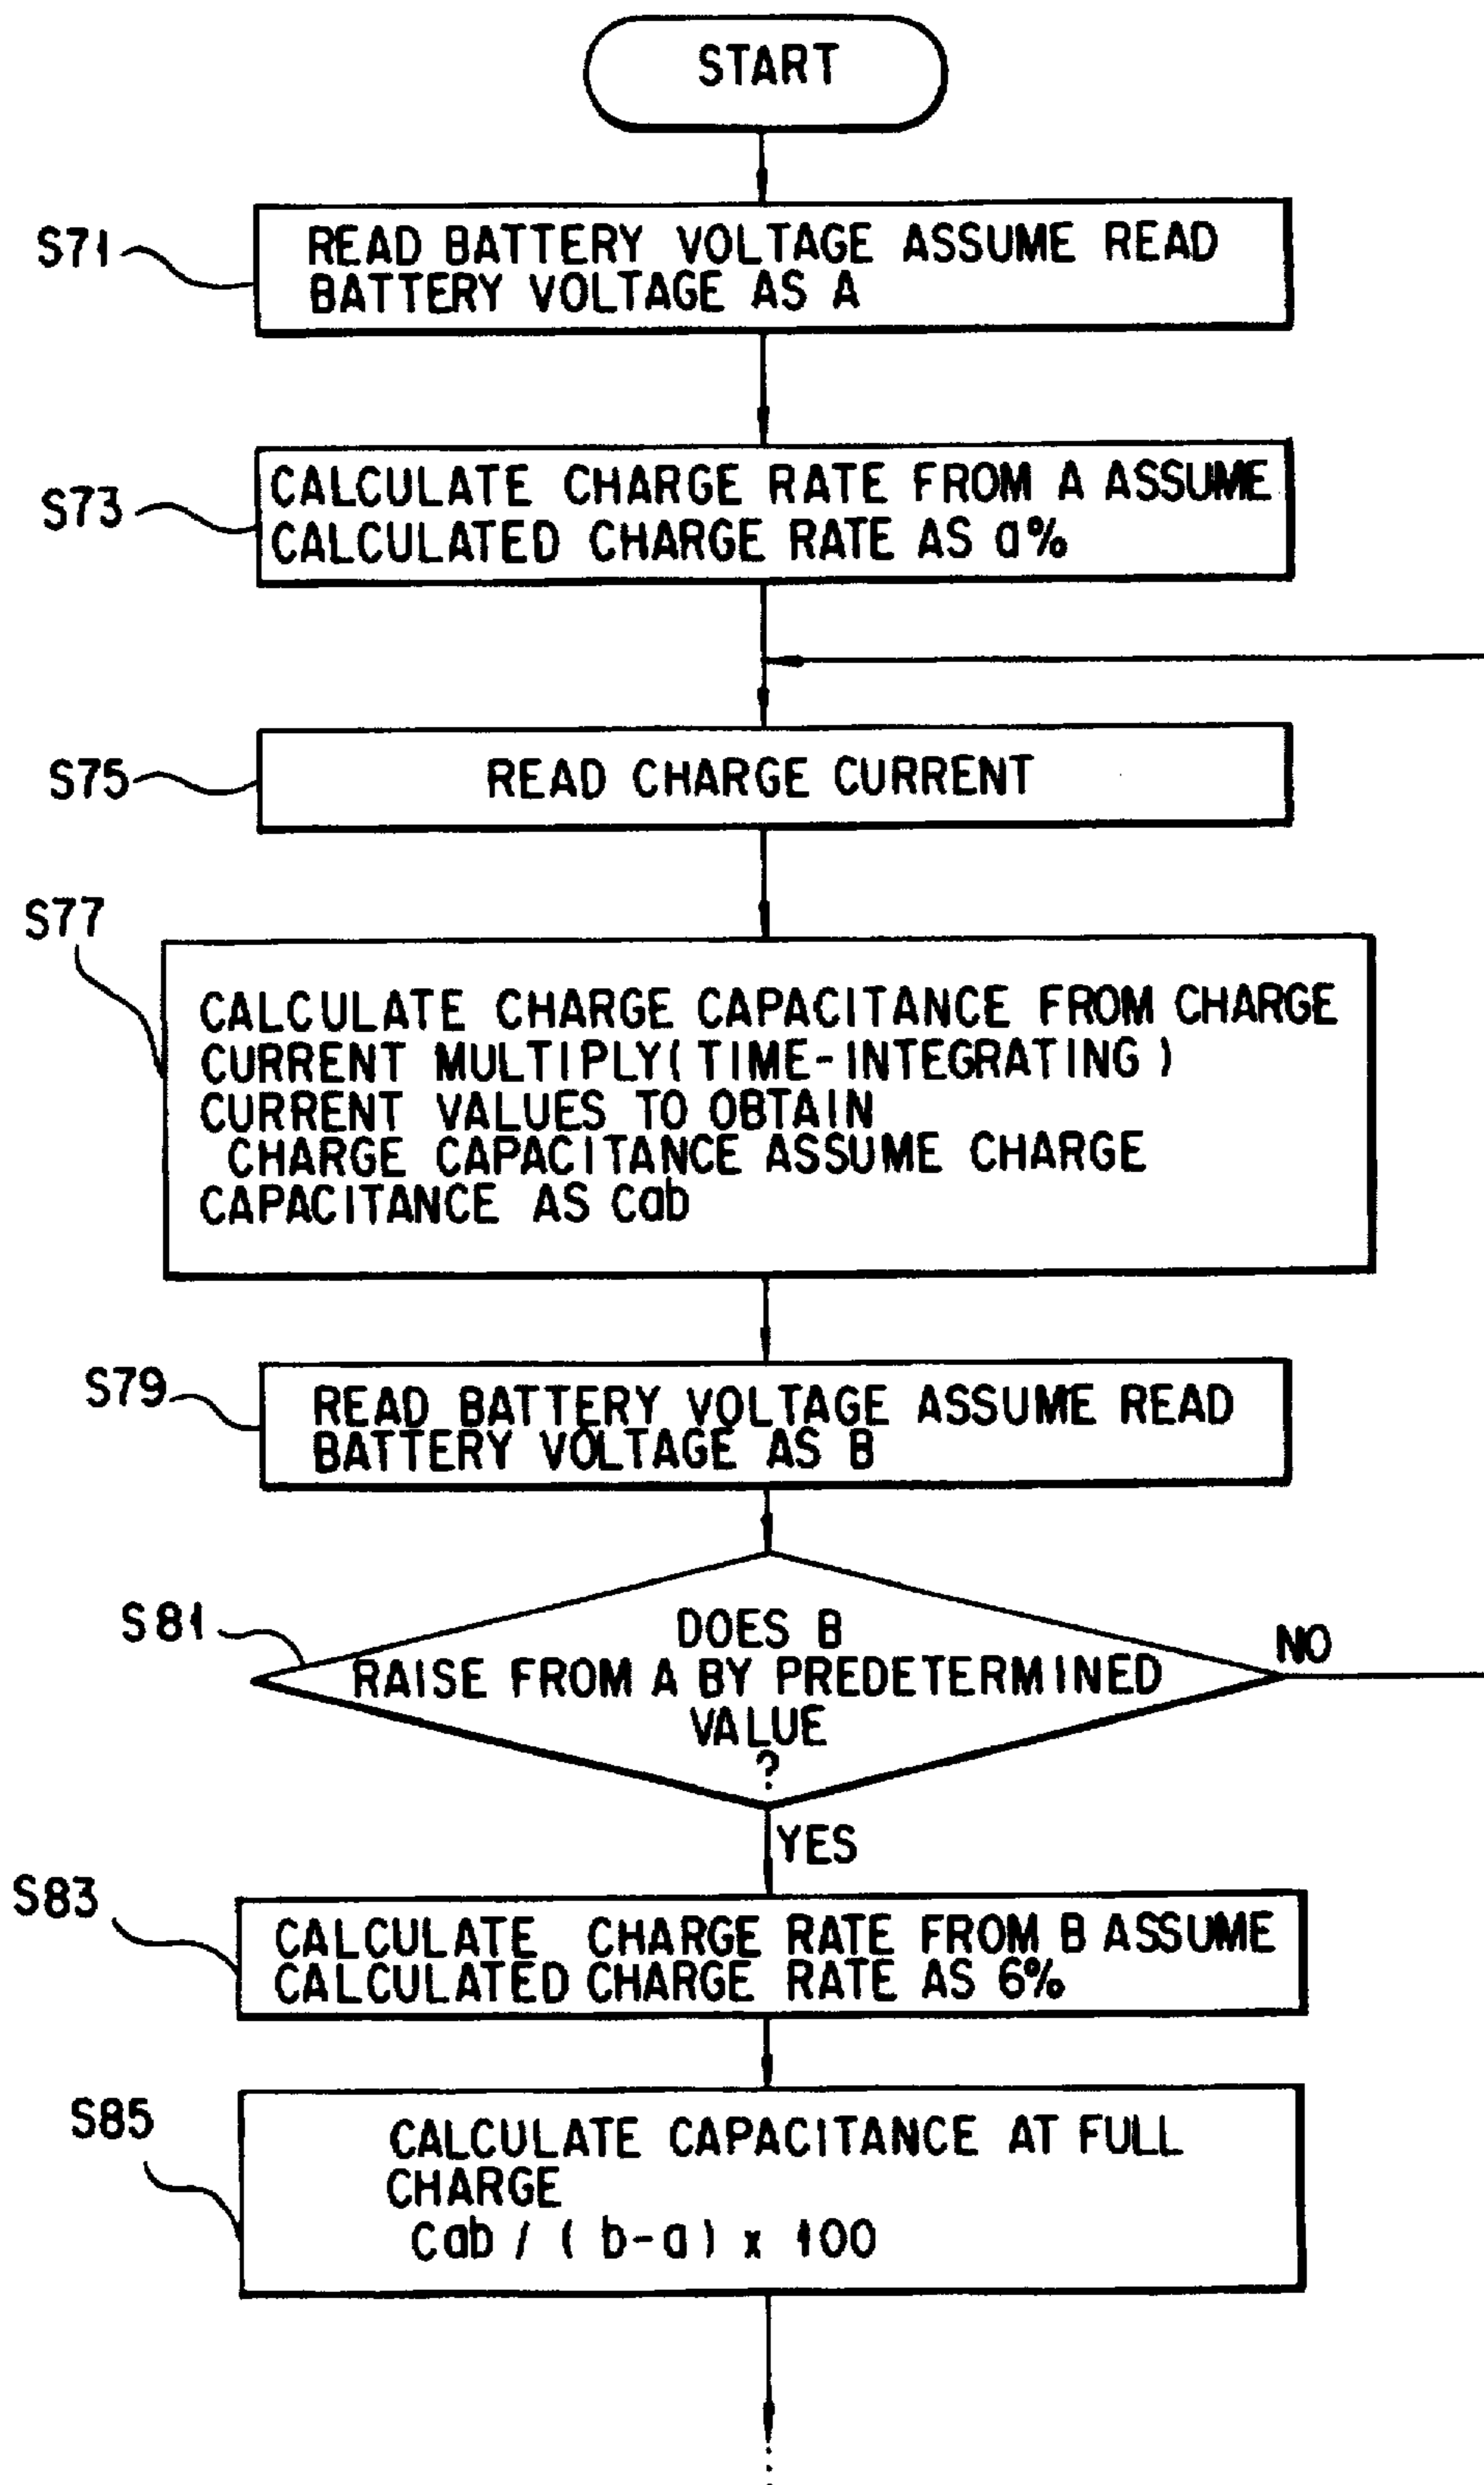 START
S71
READ BATTERY VOLTAGE ASSUME READ
BATTERY VOLTAGE AS A
S73
CALCULATE CHARGE RATE FROM A ASSUME
CALCULATED CHARGE RATE AS a%
S75
READ CHARGE CURRENT
S77
CALCULATE CHARGE CAPACITANCE FROM CHARGE
CURRENT MULTIPLY(TIME-INTEGRATING)
CURRENT VALUES TO OBTAIN
CHARGE CAPACITANCE ASSUME CHARGE
CAPACITANCE AS Cab
S79
READ BATTERY VOLTAGE ASSUME READ
BATTERY VOLTAGE AS B
S81
DOES B
RAISE FROM A BY PREDETERMINED
VALUE
?
NO
YES
S83
CALCULATE CHARGE RATE FROM B ASSUME
CALCULATED CHARGE RATE AS 6%
S85
CALCULATE CAPACITANCE AT FULL
CHARGE
Cab / (b-a) x 100